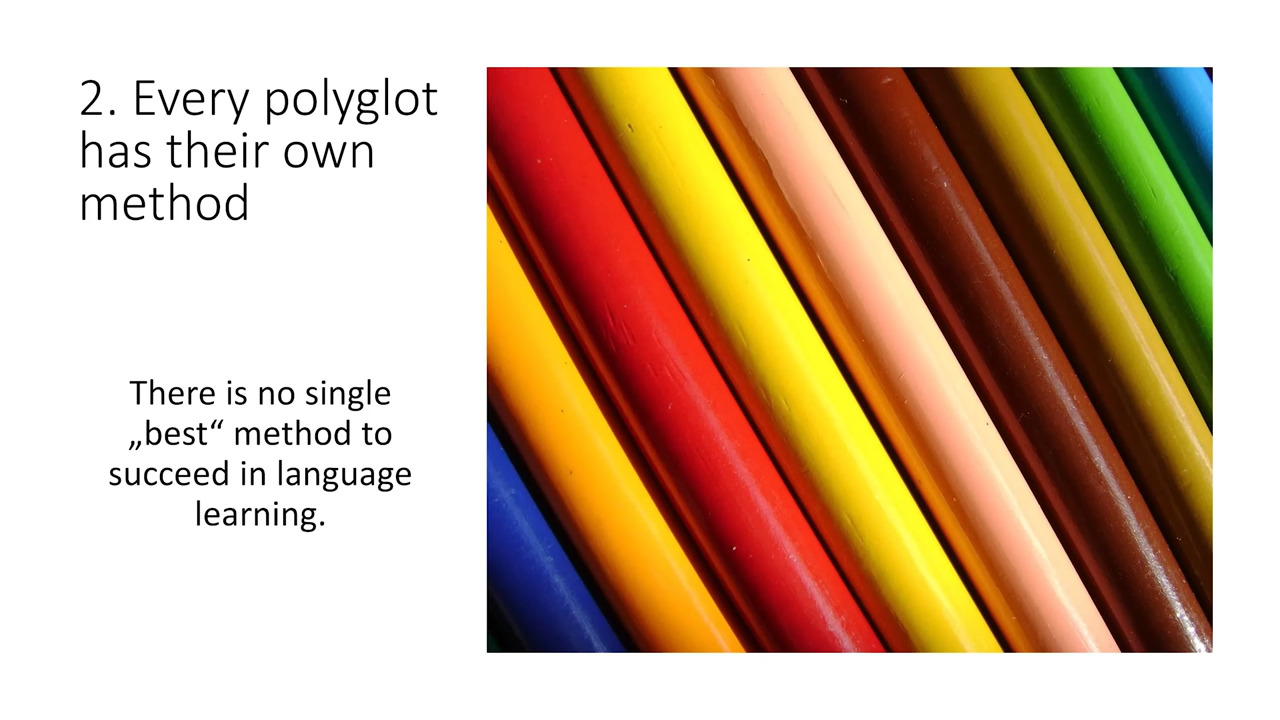 2. Every polyglot
has their own
method
There is no single
„best“ method to
succeed in language
learning.